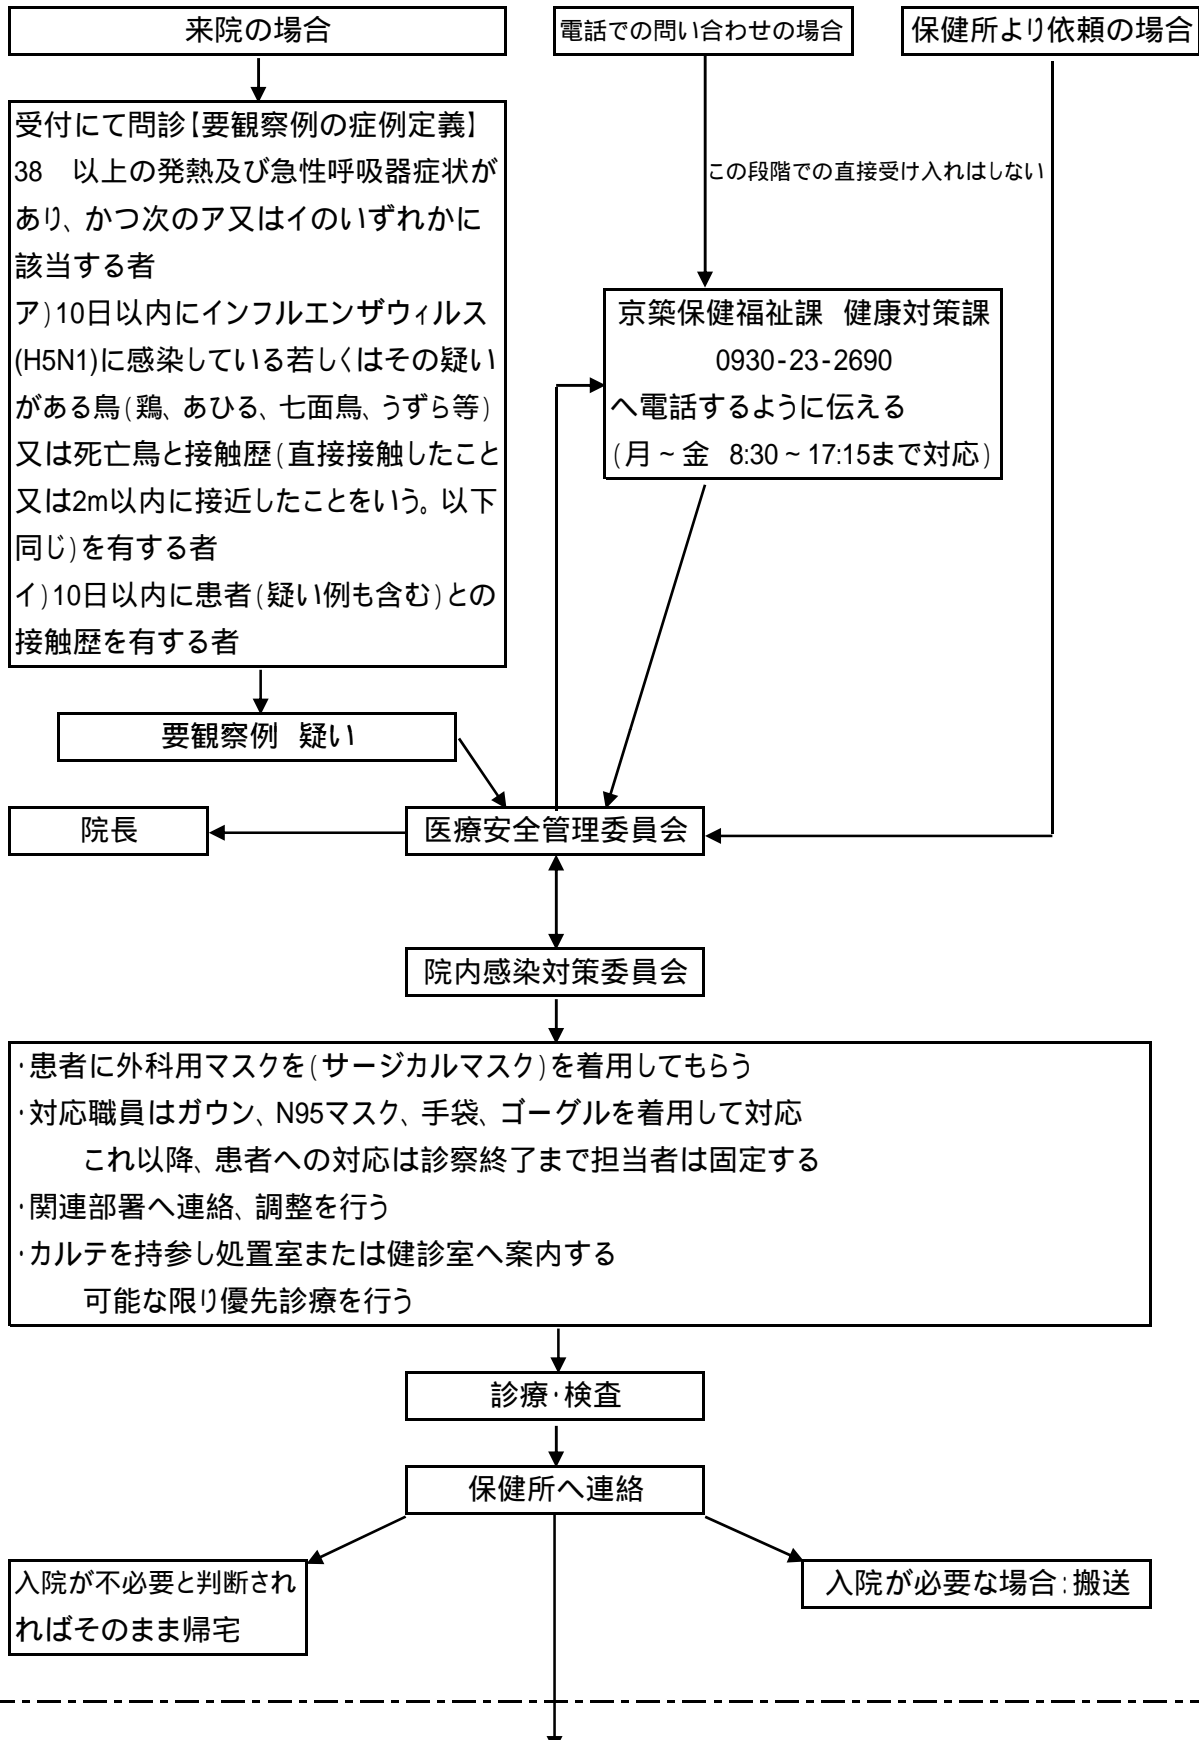 来院の場合
電話での問い合わせの場合
保健所より依頼の場合
受付にて問診【要観察例の症例定義】
38　以上の発熱及び急性呼吸器症状が
あり、かつ次のア又はイのいずれかに
該当する者
ア)10日以内にインフルエンザウィルス
(H5N1)に感染している若しくはその疑い
がある鳥(鶏、あひる、七面鳥、うずら等)
又は死亡鳥と接触歴(直接接触したこと
又は2m以内に接近したことをいう。以下
同じ)を有する者
イ)10日以内に患者(疑い例も含む)との
接触歴を有する者
この段階での直接受け入れはしない
京築保健福祉課　健康対策課
0930-23-2690
へ電話するように伝える
(月～金　8:30～17:15まで対応)
要観察例　疑い
院長
医療安全管理委員会
院内感染対策委員会
・患者に外科用マスクを(サージカルマスク)を着用してもらう
・対応職員はガウン、N95マスク、手袋、ゴーグルを着用して対応
これ以降、患者への対応は診察終了まで担当者は固定する
・関連部署へ連絡、調整を行う
・カルテを持参し処置室または健診室へ案内する
可能な限り優先診療を行う
診療・検査
保健所へ連絡
入院が不必要と判断され
ればそのまま帰宅
入院が必要な場合:搬送